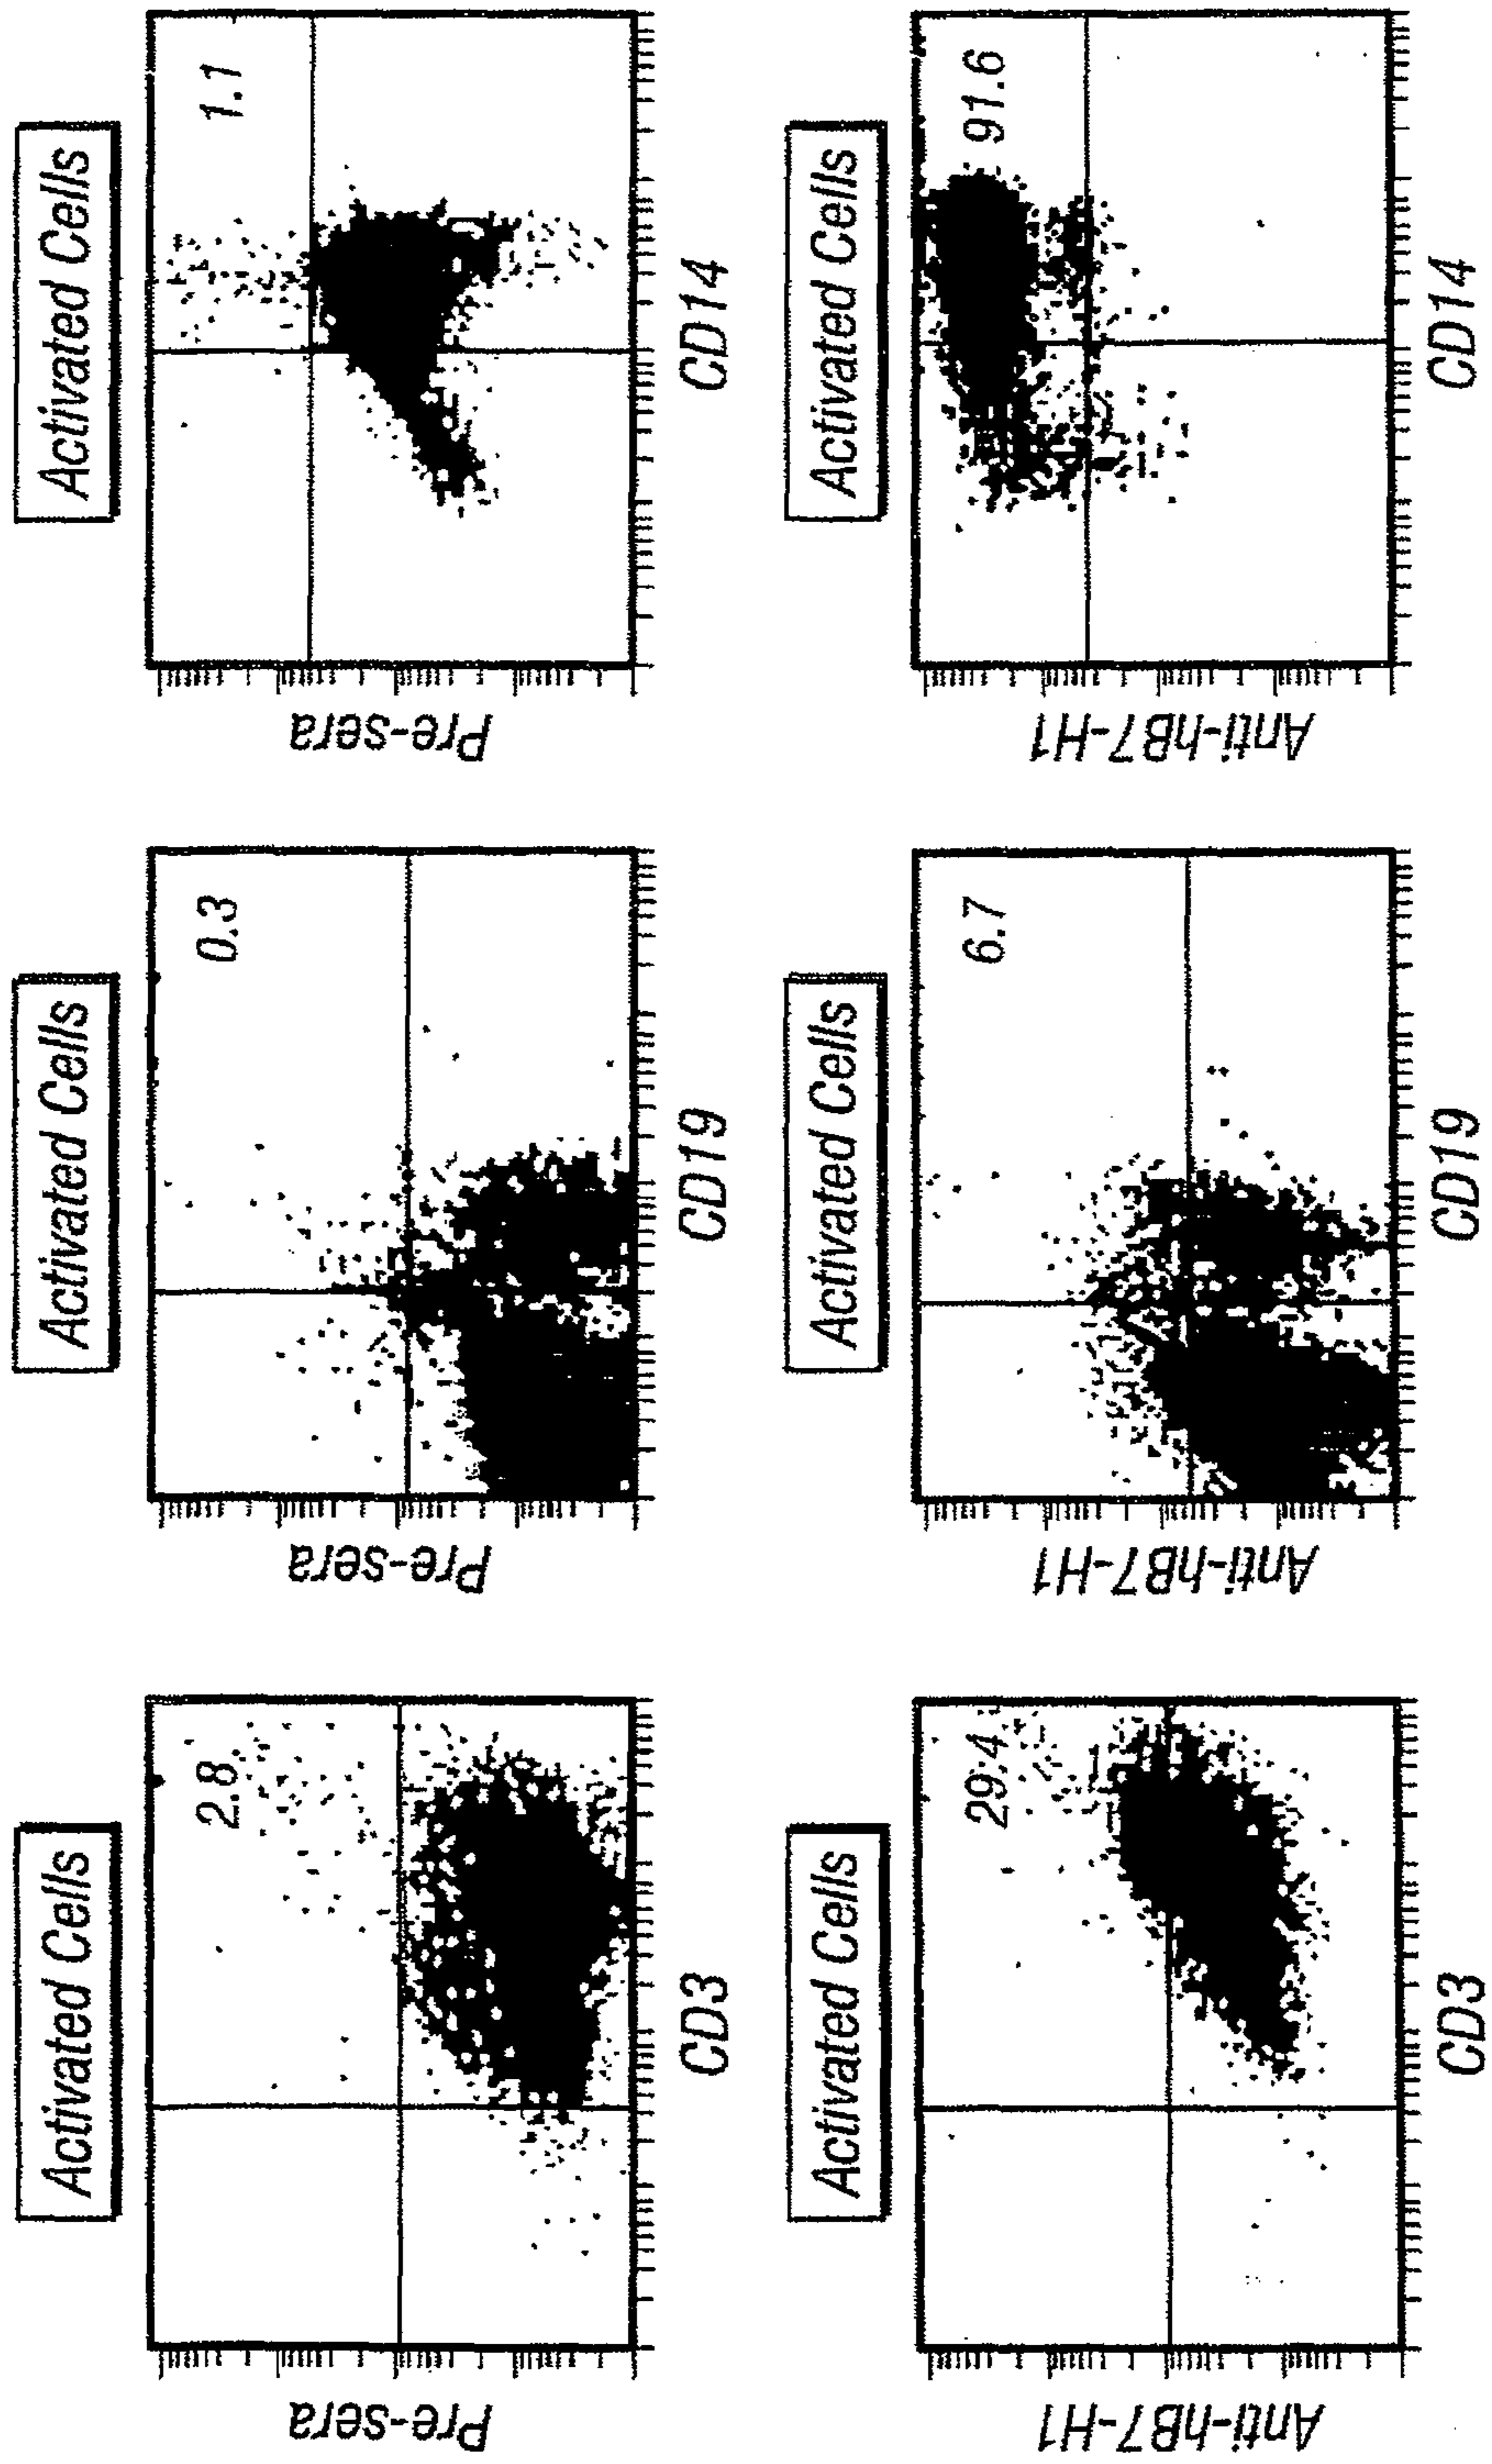 Activated Cells
Activated Cells
Activated Cells
2.8
0.3
1.1
Pre-sera
Pre-sera
Pre-sera
CD3
CD19
CD14
Activated Cells
Activated Cells
Activated Cells
29.4
6.7
91.6
Anti-hB7-H1
Anti-hB7-H1
Anti-hB7-H1
CD3
CD19
CD14